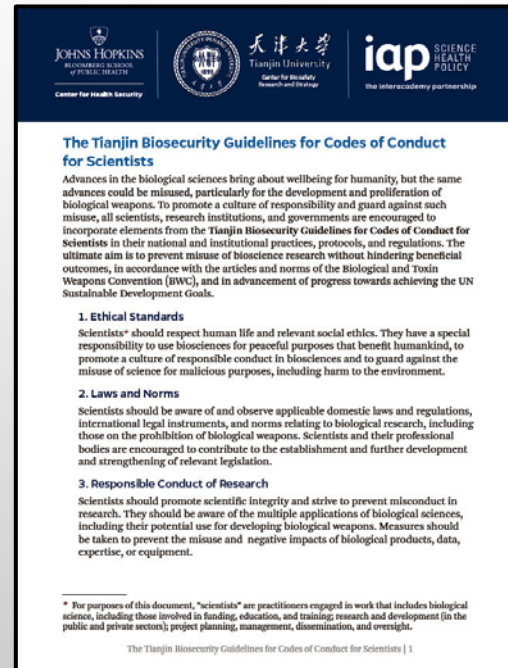 JOHNS HOPKINS
BLOOMBERG SCHOOL
of PUBLIC HEALTH
Center for Health Security
天津大学
Tianjin University
Center for Biosafety
Research and Strategy
iap SCIENCE
HEALTH
POLICY
the interacademy partnership
The Tianjin Biosecurity Guidelines for Codes of Conduct
for Scientists
Advances in the biological sciences bring about wellbeing for humanity, but the same
advances could be misused, particularly for the development and proliferation of
biological weapons. To promote a culture of responsibility and guard against such
misuse, all scientists, research institutions, and governments are encouraged to
incorporate elements from the Tianjin Biosecurity Guidelines for Codes of Conduct for
Scientists in their national and institutional practices, protocols, and regulations. The
ultimate aim is to prevent misuse of bioscience research without hindering beneficial
outcomes, in accordance with the articles and norms of the Biological and Toxin
Weapons Convention (BWC), and in advancement of progress towards achieving the UN
Sustainable Development Goals.
1. Ethical Standards
Scientists* should respect human life and relevant social ethics. They have a special
responsibility to use biosciences for peaceful purposes that benefit humankind, to
promote a culture of responsible conduct in biosciences and to guard against the
misuse of science for malicious purposes, including harm to the environment.
2. Laws and Norms
Scientists should be aware of and observe applicable domestic laws and regulations,
international legal instruments, and norms relating to biological research, including
those on the prohibition of biological weapons. Scientists and their professional
bodies are encouraged to contribute to the establishment and further development
and strengthening of relevant legislation.
3. Responsible Conduct of Research
Scientists should promote scientific integrity and strive to prevent misconduct in
research. They should be aware of the multiple applications of biological sciences,
including their potential use for developing biological weapons. Measures should
be taken to prevent the misuse and negative impacts of biological products, data,
expertise, or equipment.
* For purposes of this document, "scientists" are practitioners engaged in work that includes biological
science, including those involved in funding, education, and training; research and development (in the
public and private sectors); project planning, management, dissemination, and oversight.
The Tianjin Biosecurity Guidelines for Codes of Conduct for Scientists | 1